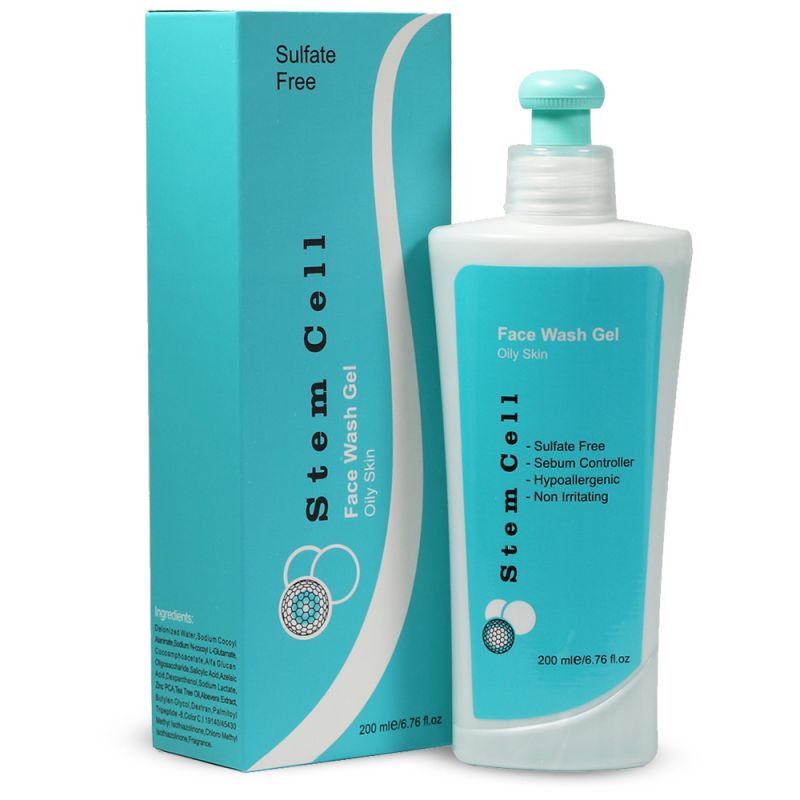 Sulfate
Free
Stem Cell
Face Wash Gel
Oily Skin
Ingredients:
Deionized Water, Sodium Cocoyl
Alaninate, Sodium N-cocoyl L-Glutamate,
Cocoamphoacetate, Alfa Glucan
Oligosaccharide, Salicylic Acid, Azelaic
Acid, Dexpanthenol, Sodium Lactate,
Zinc PCA, Tea Tree Oil, Aloevera Extract,
Butylen Glycol, Dextran, Palmitoyl
Tripeptide -8, Color C.I 19140/45430
Methyl Isothiazolinone, Chloro Methyl
Isothiazolinone, Fragrance.
200 mle/6.76 fl.oz
Face Wash Gel
Oily Skin
Stem Cell
- Sulfate Free
- Sebum Controller
- Hypoallergenic
- Non Irritating
200 mle/6.76 fl.oz